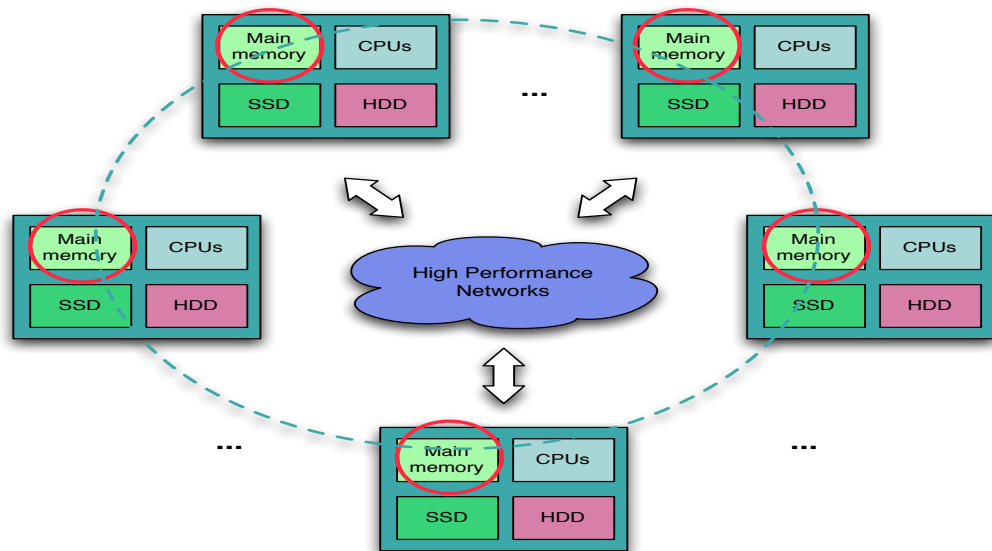 Main
memory
CPUs
SSD
HDD
...
Main
memory
CPUs
SSD
HDD
Main
memory
CPUs
SSD
HDD
High Performance
Networks
Main
memory
CPUs
SSD
HDD
...
Main
memory
CPUs
SSD
HDD
...